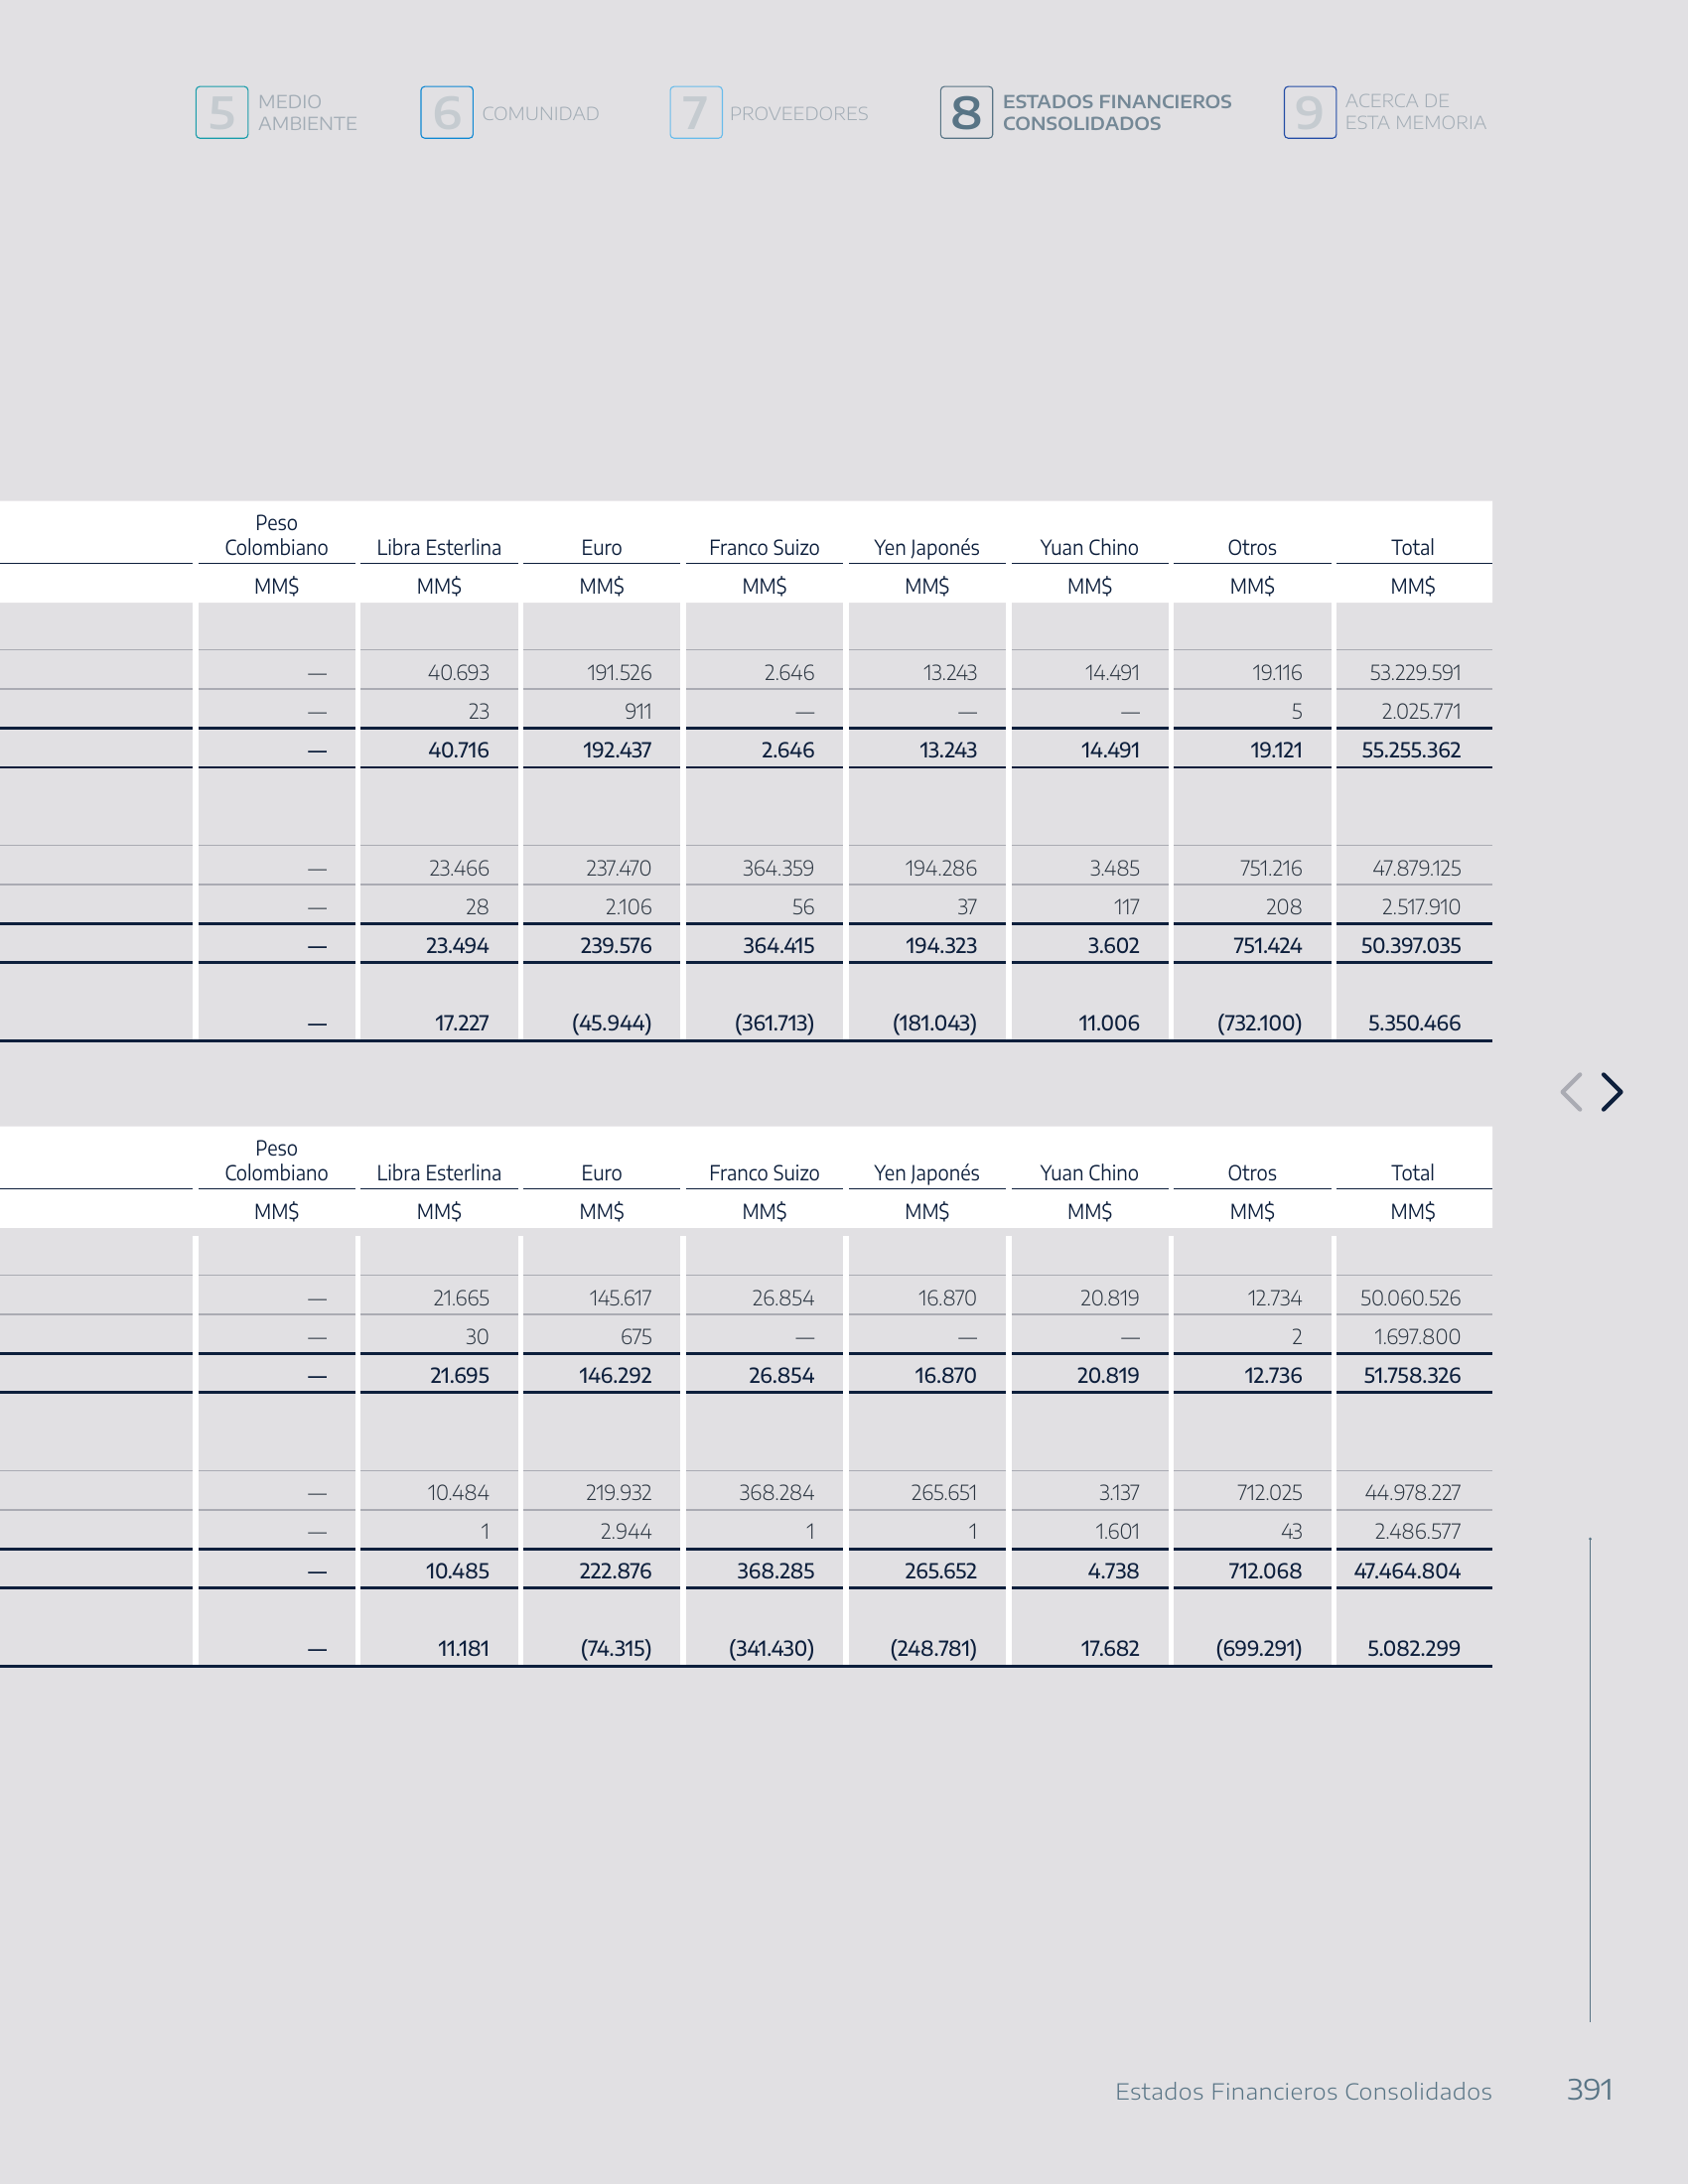 5 MEDIO AMBIENTE 6 COMUNIDAD 7 PROVEEDORES 8 ESTADOS FINANCIEROS CONSOLIDADOS 9 ACERCA DE ESTA MEMORIA
Peso Colombiano Libra Esterlina Euro Franco Suizo Yen Japonés Yuan Chino Otros Total
MM$ MM$ MM$ MM$ MM$ MM$ MM$ MM$
— 40.693 191.526 2.646 13.243 14.491 19.116 53.229.591
— 23 911 — — — 5 2.025.771
— 40.716 192.437 2.646 13.243 14.491 19.121 55.255.362
— 23.466 237.470 364.359 194.286 3.485 751.216 47.879.125
— 28 2.106 56 37 117 208 2.517.910
— 23.494 239.576 364.415 194.323 3.602 751.424 50.397.035
— 17.227 (45.944) (361.713) (181.043) 11.006 (732.100) 5.350.466
Peso Colombiano Libra Esterlina Euro Franco Suizo Yen Japonés Yuan Chino Otros Total
MM$ MM$ MM$ MM$ MM$ MM$ MM$ MM$
— 21.665 145.617 26.854 16.870 20.819 12.734 50.060.526
— 30 675 — — — 2 1.697.800
— 21.695 146.292 26.854 16.870 20.819 12.736 51.758.326
— 10.484 219.932 368.284 265.651 3.137 712.025 44.978.227
— 1 2.944 1 1 1.601 43 2.486.577
— 10.485 222.876 368.285 265.652 4.738 712.068 47.464.804
— 11.181 (74.315) (341.430) (248.781) 17.682 (699.291) 5.082.299
Estados Financieros Consolidados 391